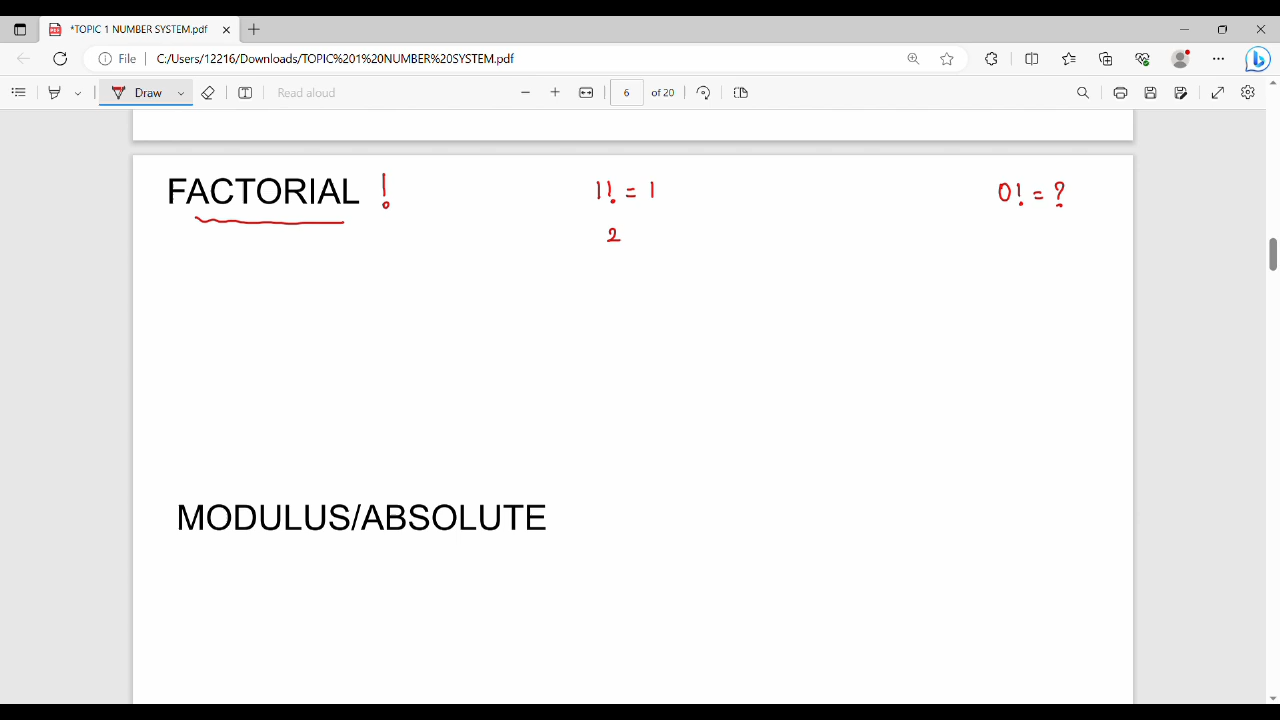 *TOPIC 1 NUMBER SYSTEM.pdf
File C:/Users/12216/Downloads/TOPIC%201%20NUMBER%20SYSTEM.pdf
Draw Read aloud 6 of 20
FACTORIAL ! 1! = 1 0! = ?
2
MODULUS/ABSOLUTE